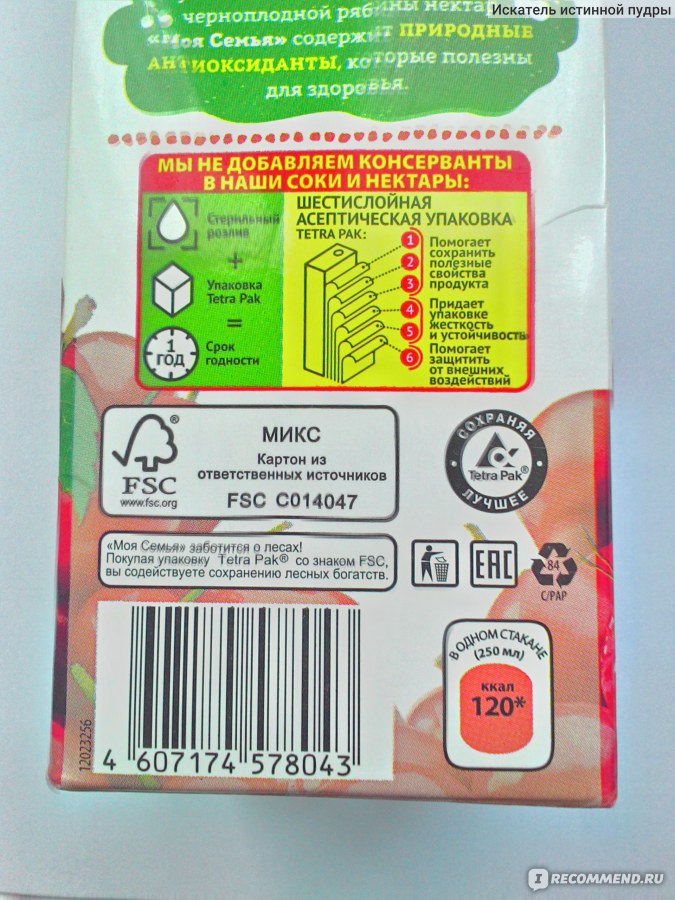 Искатель истинной пудры
черноплодной рябины нектар
«Моя Семья» содержит ПРИРОДНЫЕ
АНТИОКСИДАНТЫ, которые полезны
для здоровья.
МЫ НЕ ДОБАВЛЯЕМ КОНСЕРВАНТЫ
В НАШИ СОКИ И НЕКТАРЫ:
Стерильный
розлив
+
Упаковка
Tetra Pak
=
1
ГОД
Срок
годности
ШЕСТИСЛОЙНАЯ
АСЕПТИЧЕСКАЯ УПАКОВКА
TETRA PAK:
1
2
3
4
5
6
Помогает
сохранить
полезные
свойства
продукта
Придает
упаковке
жесткость
и устойчивость
Помогает
защитить
от внешних
воздействий
FSC
www.fsc.org
МИКС
Картон из
ответственных источников
FSC C014047
СОХРАНЯЯ
Tetra Pak®
ЛУЧШЕЕ
«Моя Семья» заботится о лесах!
Покупая упаковку Tetra Pak® со знаком FSC,
вы содействуете сохранению лесных богатств.
EAC
84
C/PAP
В ОДНОМ СТАКАНЕ
(250 мл)
ккал
120*
12023256
4 607174 578043
IRECOMMEND.RU